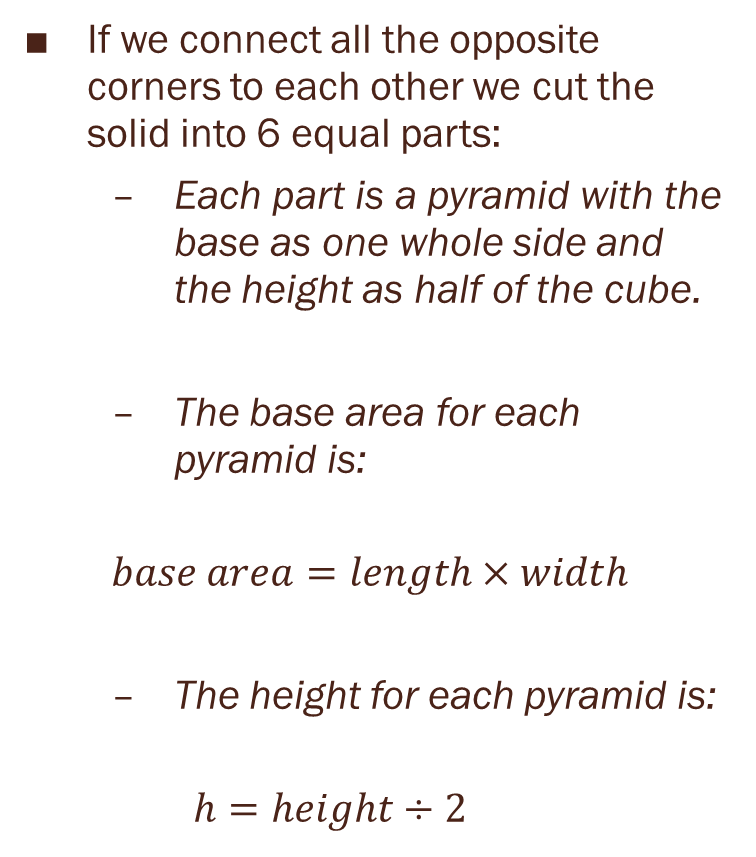 ■ If we connect all the opposite
corners to each other we cut the
solid into 6 equal parts:
– Each part is a pyramid with the
base as one whole side and
the height as half of the cube.
– The base area for each
pyramid is:
base area = length × width
– The height for each pyramid is:
h = height ÷ 2